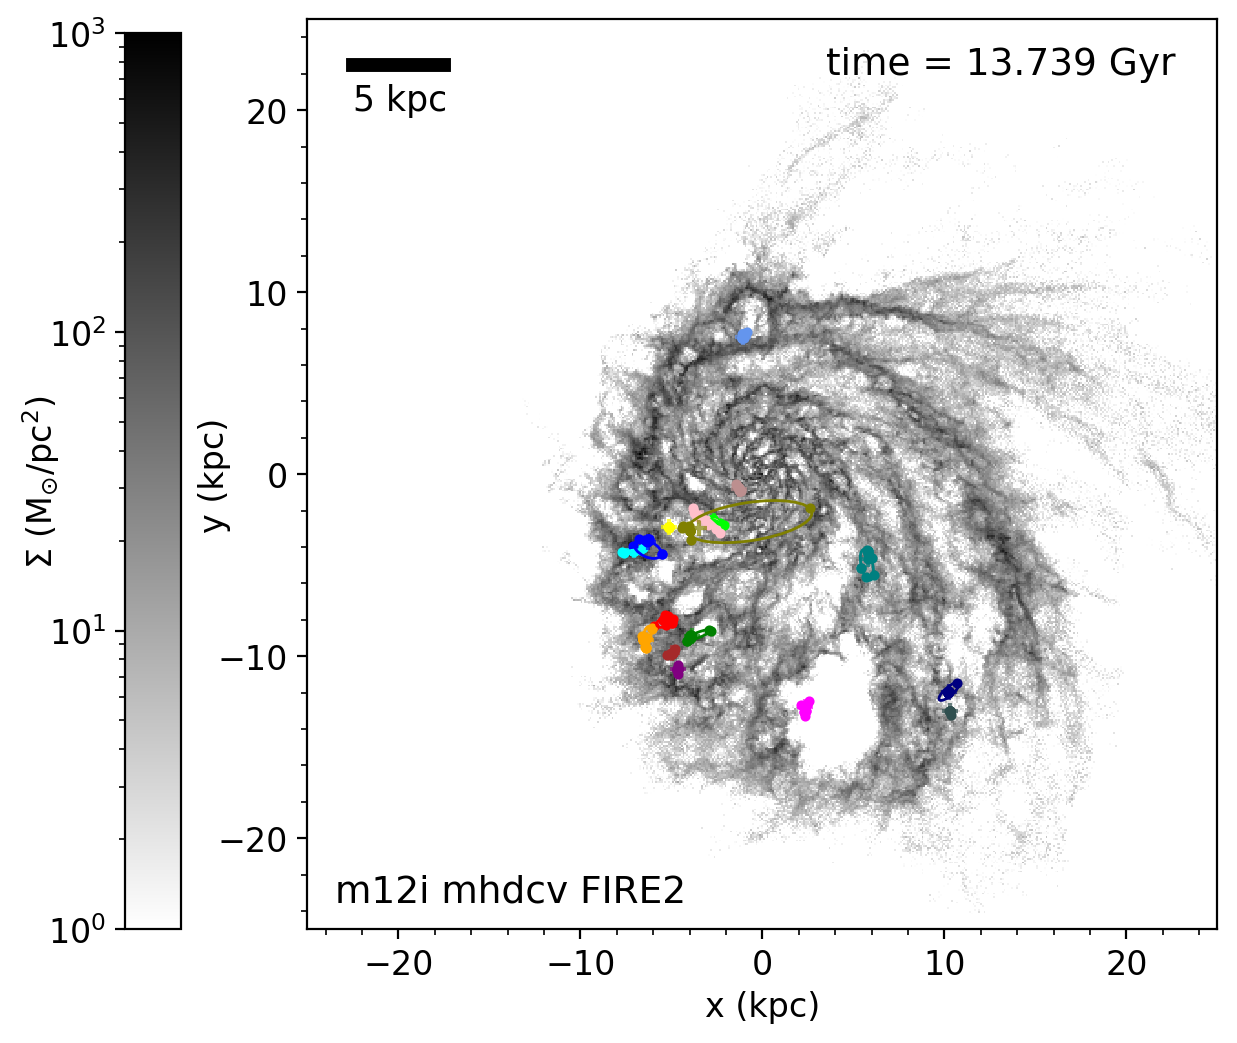 10³
10²
10¹
10⁰
Σ (M⊙/pc²)
20
10
0
−10
−20
y (kpc)
5 kpc
time = 13.739 Gyr
m12i mhdcv FIRE2
−20 −10 0 10 20
x (kpc)